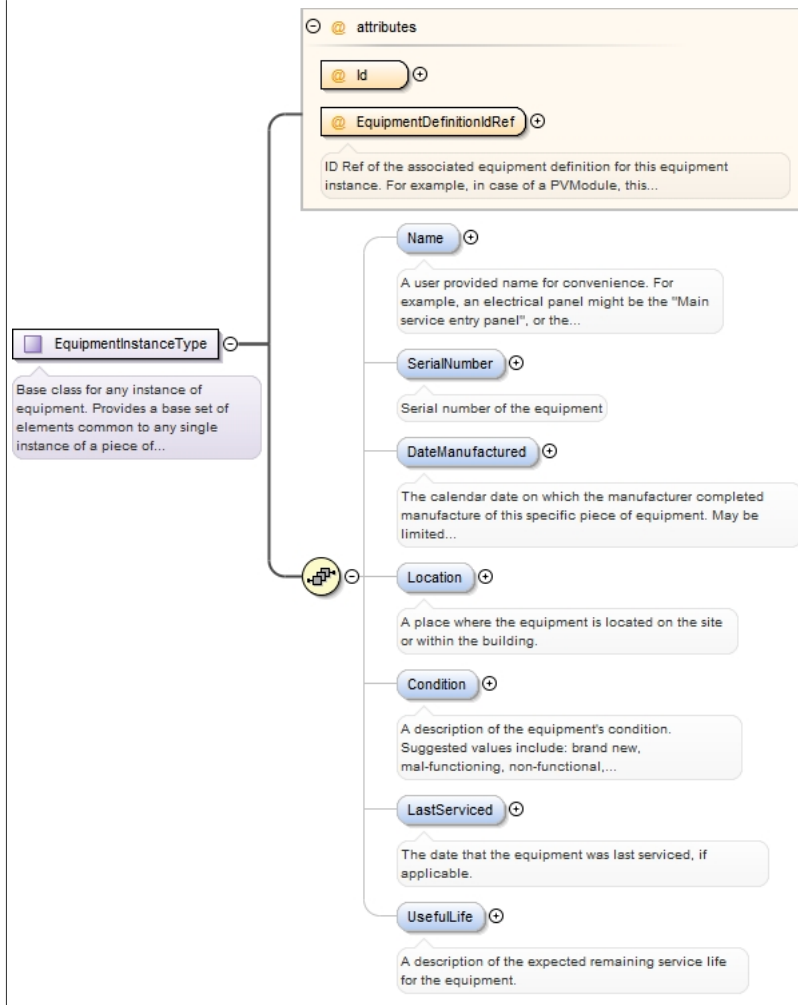 @ attributes
@ Id
@ EquipmentDefinitionIdRef
ID Ref of the associated equipment definition for this equipment
instance. For example, in case of a PVModule, this...
Name
A user provided name for convenience. For
example, an electrical panel might be the "Main
service entry panel", or the...
EquipmentInstanceType
Base class for any instance of
equipment. Provides a base set of
elements common to any single
instance of a piece of...
SerialNumber
Serial number of the equipment
DateManufactured
The calendar date on which the manufacturer completed
manufacture of this specific piece of equipment. May be
limited...
Location
A place where the equipment is located on the site
or within the building.
Condition
A description of the equipment's condition.
Suggested values include: brand new,
mal-functioning, non-functional,...
LastServiced
The date that the equipment was last serviced, if
applicable.
UsefulLife
A description of the expected remaining service life
for the equipment.